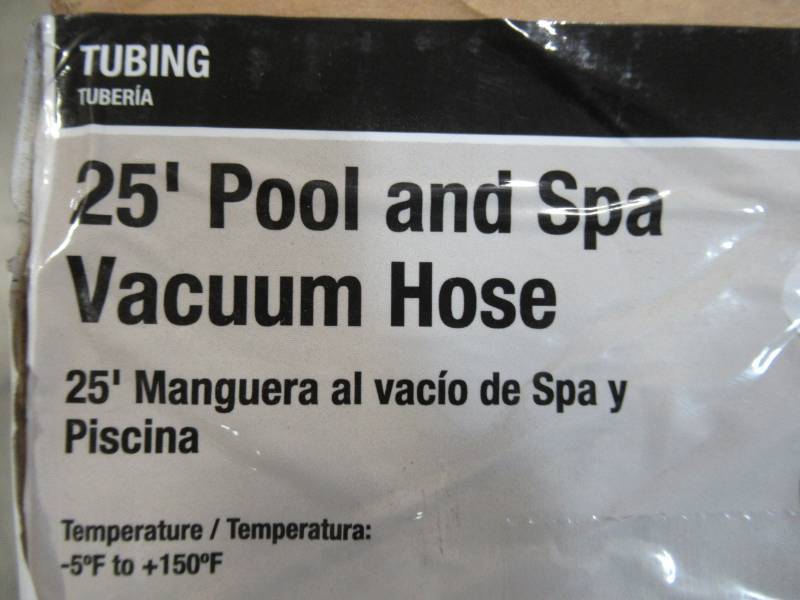 TUBING
TUBERÍA
25' Pool and Spa
Vacuum Hose
25' Manguera al vacío de Spa y
Piscina
Temperature / Temperatura:
-5ºF to +150ºF